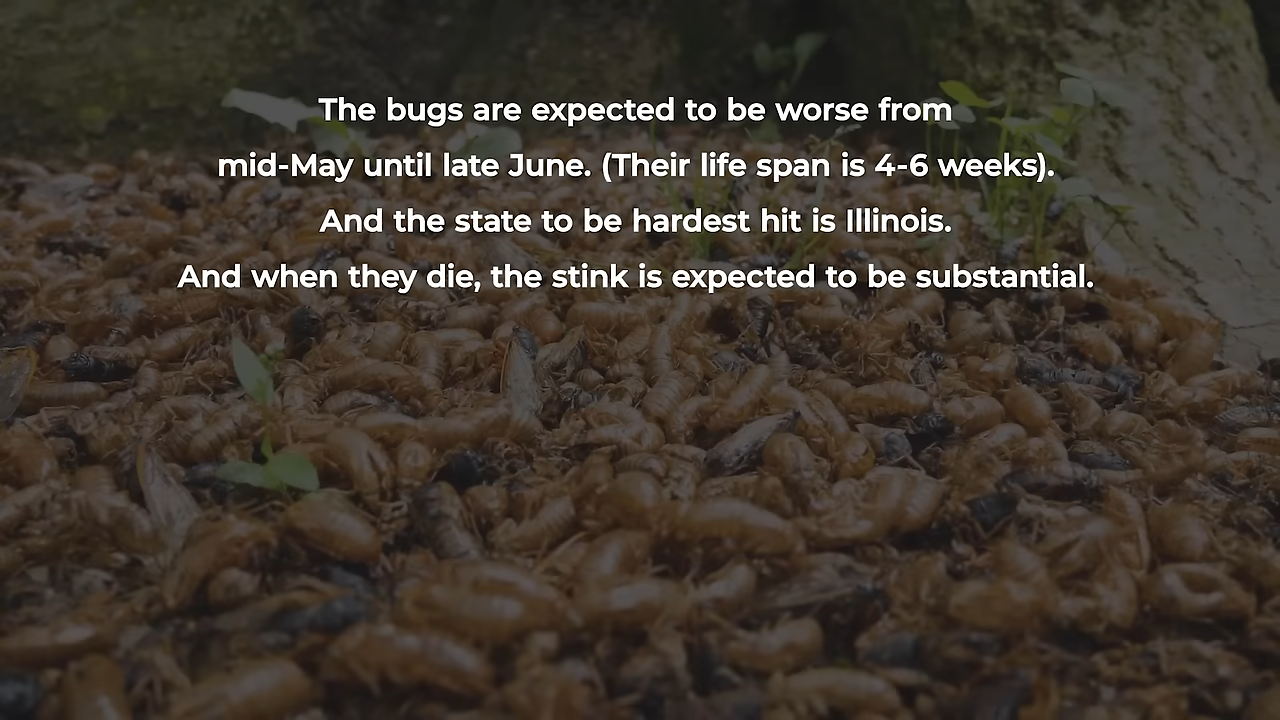 The bugs are expected to be worse from
mid-May until late June. (Their life span is 4-6 weeks).
And the state to be hardest hit is Illinois.
And when they die, the stink is expected to be substantial.